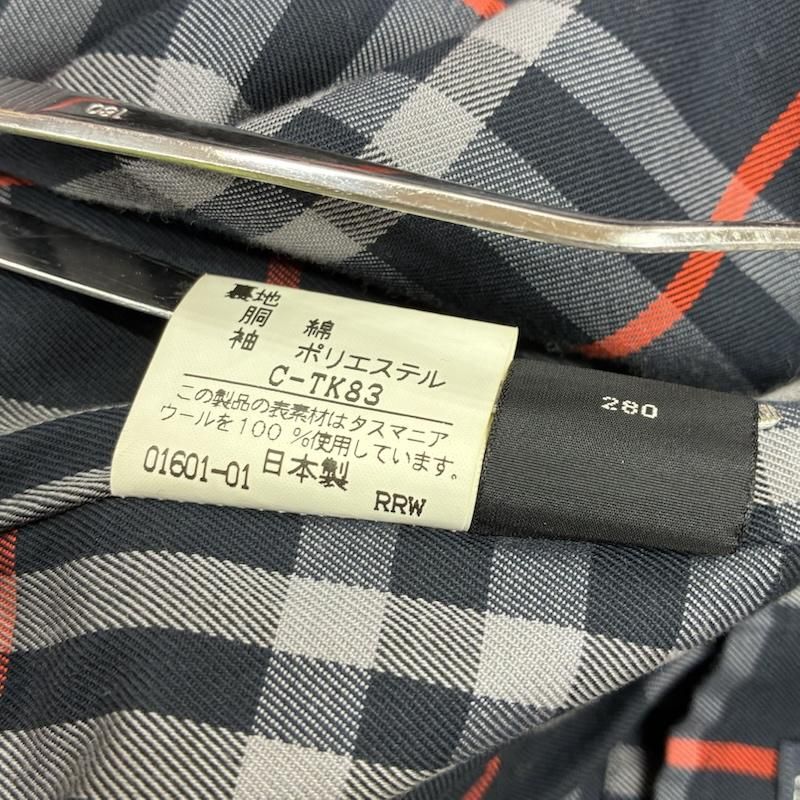 裏地
胴 綿
袖 ポリエステル
C-TK83
この製品の表素材はタスマニア
ウールを100%使用しています。
01601-01 日本製 RRW
280